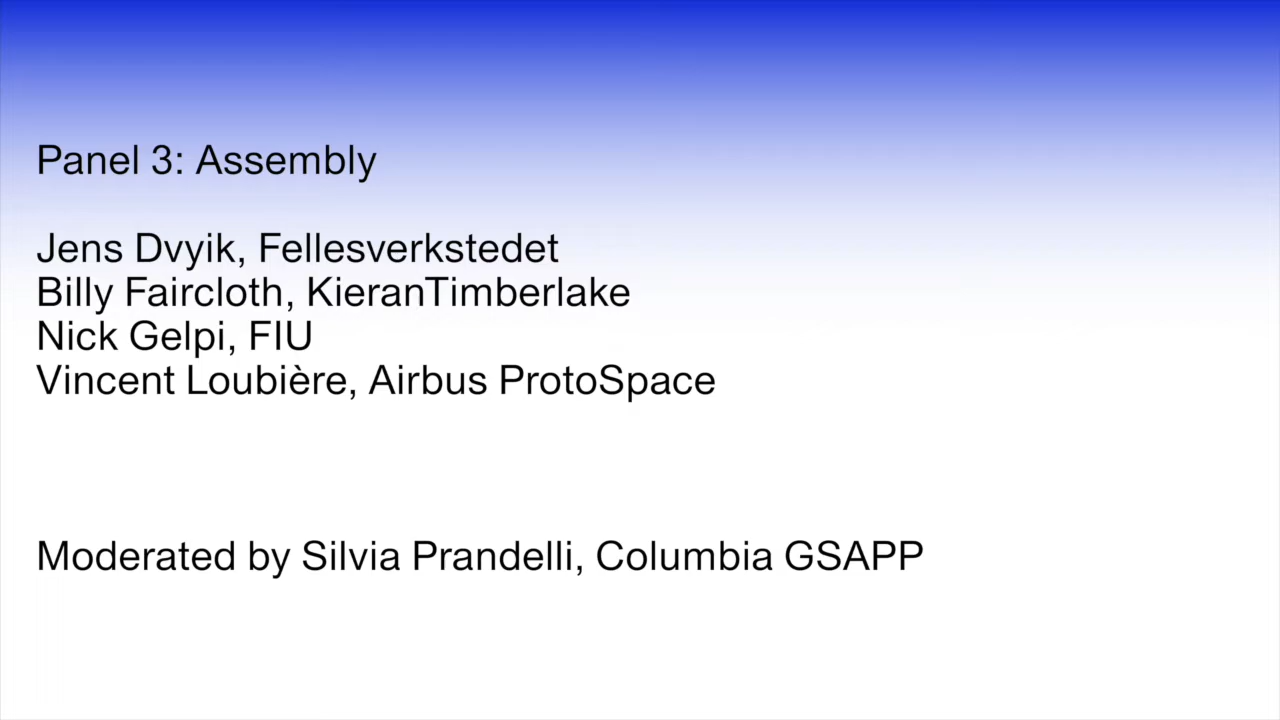 Panel 3: Assembly
Jens Dvyik, Fellesverkstedet
Billy Faircloth, KieranTimberlake
Nick Gelpi, FIU
Vincent Loubière, Airbus ProtoSpace
Moderated by Silvia Prandelli, Columbia GSAPP